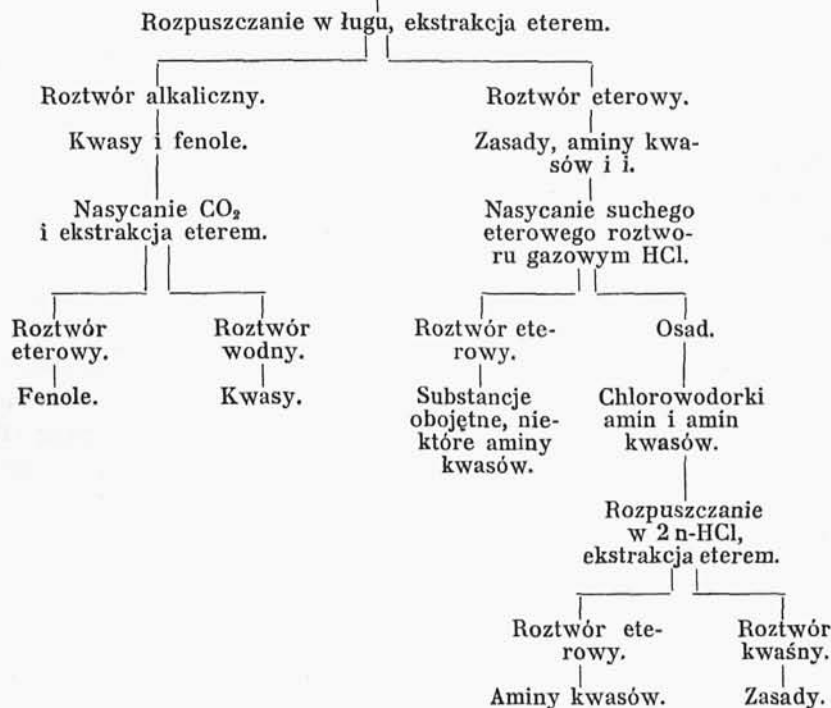 Rozpuszczanie w ługu, ekstrakcja eterem.
Roztwór alkaliczny.
Kwasy i fenole.
Nasycanie CO₂
i ekstrakcja eterem.
Roztwór
eterowy.
Fenole.
Roztwór
wodny.
Kwasy.
Roztwór eterowy.
Zasady, aminy kwa-
sów i i.
Nasycanie suchego
eterowego roztwo-
ru gazowym HCl.
Roztwór ete-
rowy.
Substancje
obojętne, nie-
które aminy
kwasów.
Osad.
Chlorowodorki
amin i amin
kwasów.
Rozpuszczanie
w 2 n-HCl,
ekstrakcja eterem.
Roztwór ete-
rowy.
Aminy kwasów.
Roztwór
kwaśny.
Zasady.